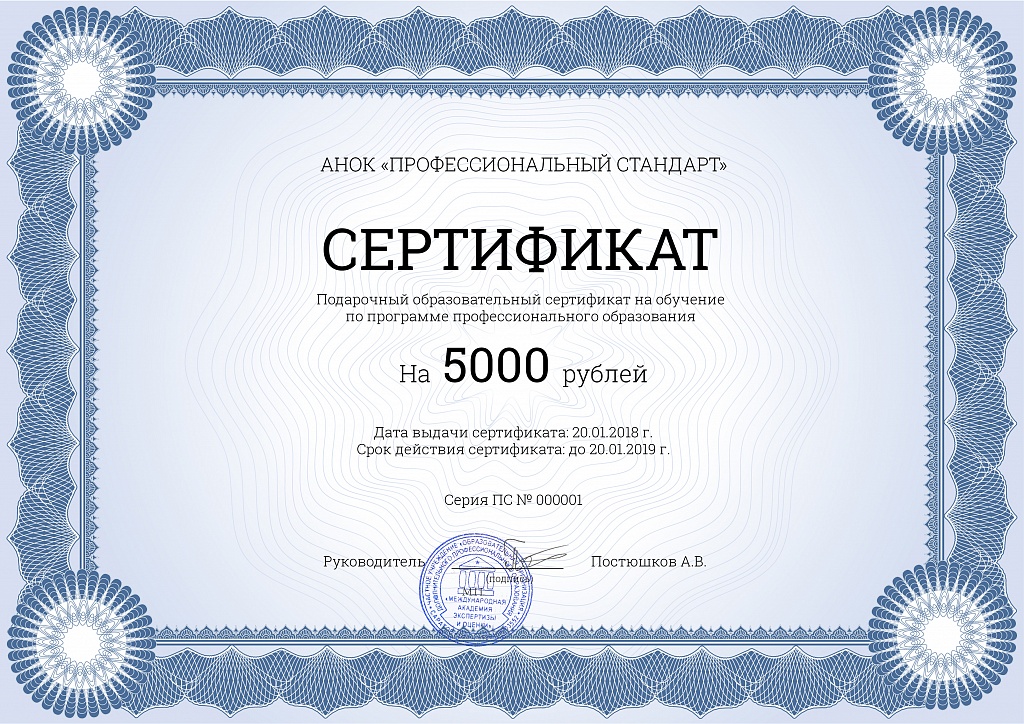 АНОК «ПРОФЕССИОНАЛЬНЫЙ СТАНДАРТ»
СЕРТИФИКАТ
Подарочный образовательный сертификат на обучение
по программе профессионального образования
На 5000 рублей
Дата выдачи сертификата: 20.01.2018 г.
Срок действия сертификата: до 20.01.2019 г.
Серия ПС № 000001
Руководитель Постюшков А.В.
(подпись)
М.П.
«МЕЖДУНАРОДНАЯ
АКАДЕМИЯ
ЭКСПЕРТИЗЫ
И ОЦЕНКИ»